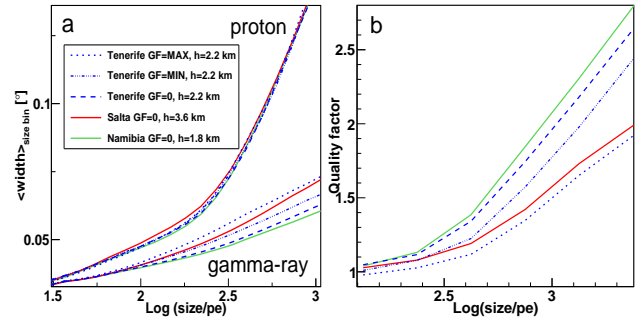 a
proton
Tenerife GF=MAX, h=2.2 km
Tenerife GF=MIN, h=2.2 km
Tenerife GF=0, h=2.2 km
Salta GF=0, h=3.6 km
Namibia GF=0, h=1.8 km
gamma-ray
<width>size bin [°]
0.1
0.05
1.5
2
2.5
3
Log (size/pe)
b
Quality factor
2.5
2
1.5
1
2.5
3
Log(size/pe)